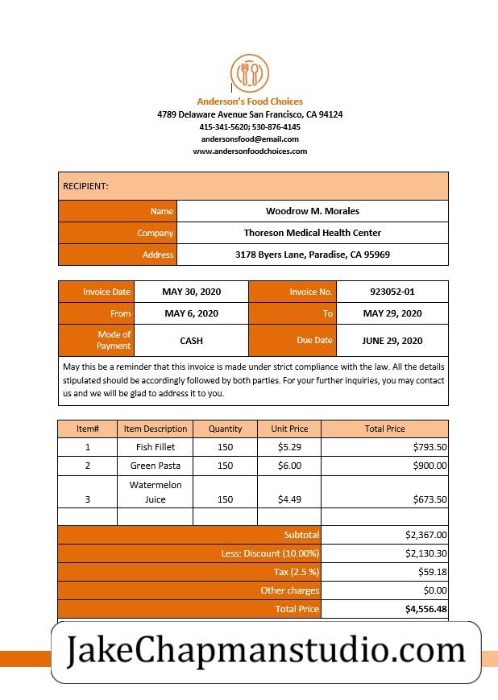 Anderson's Food Choices
4789 Delaware Avenue San Francisco, CA 94124
415-341-5620; 530-876-4145
andersonsfood@email.com
www.andersonfoodchoices.com
RECIPIENT:
Name Woodrow M. Morales
Company Thoreson Medical Health Center
Address 3178 Byers Lane, Paradise, CA 95969
Invoice Date MAY 30, 2020 Invoice No. 923052-01
From MAY 6, 2020 To MAY 29, 2020
Mode of
Payment CASH Due Date JUNE 29, 2020
May this be a reminder that this invoice is made under strict compliance with the law. All the details
stipulated should be accordingly followed by both parties. For your further inquiries, you may contact
us and we will be glad to address it to you.
Item# Item Description Quantity Unit Price Total Price
1 Fish Fillet 150 $5.29 $793.50
2 Green Pasta 150 $6.00 $900.00
Watermelon
3 Juice 150 $4.49 $673.50
Subtotal $2,367.00
Less: Discount (10.00%) $2,130.30
Tax (2.5 %) $59.18
Other charges $0.00
Total Price $4,556.48
JakeChapmanstudio.com